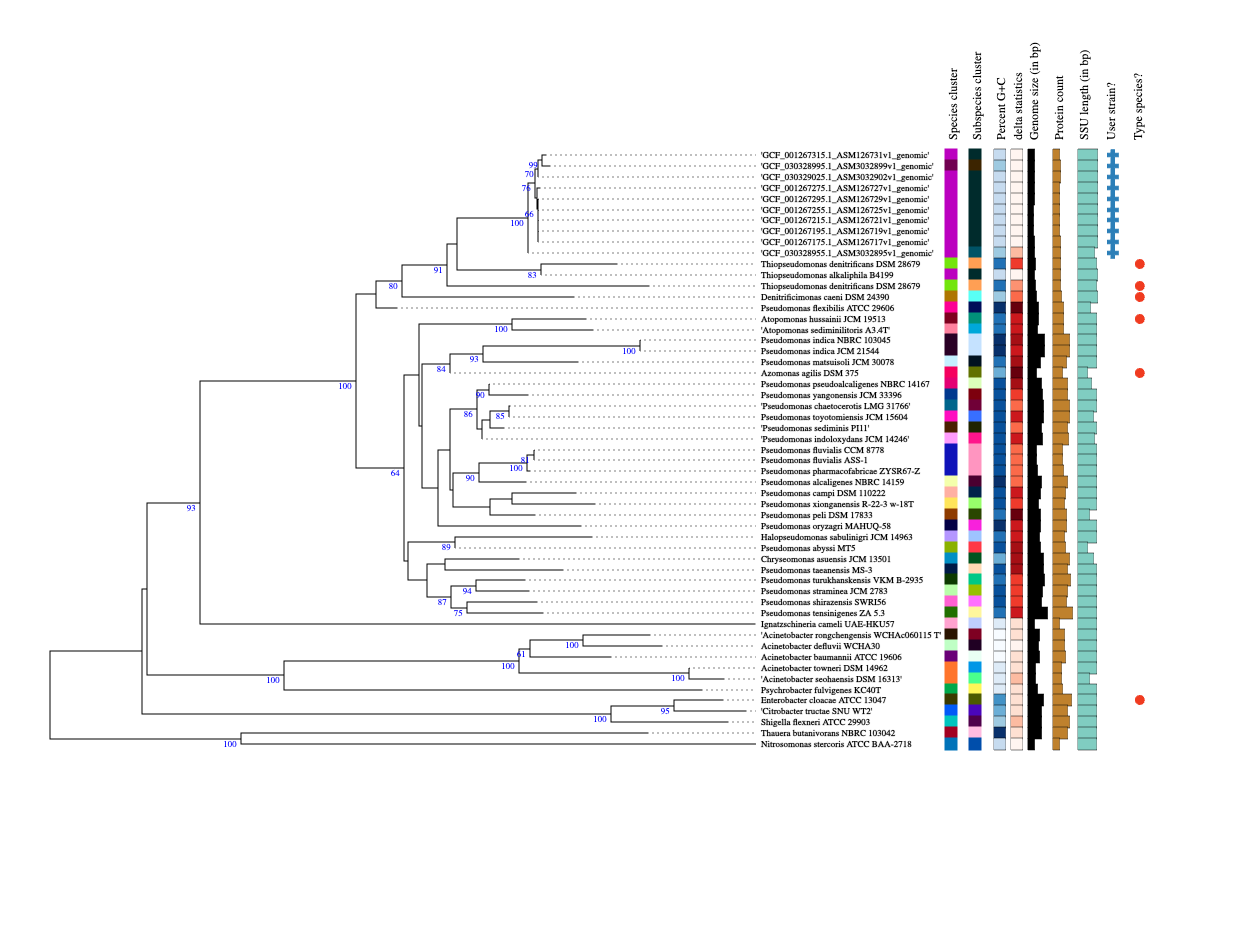 Species cluster
Subspecies cluster
Percent G+C
delta statistics
Genome size (in bp)
Protein count
SSU length (in bp)
User strain?
Type species?
'GCF_001267315.1_ASM126731v1_genomic'
99 'GCF_030328995.1_ASM3032899v1_genomic'
70 'GCF_030329025.1_ASM3032902v1_genomic'
76 'GCF_001267275.1_ASM126727v1_genomic'
'GCF_001267295.1_ASM126729v1_genomic'
66 'GCF_001267255.1_ASM126725v1_genomic'
100 'GCF_001267215.1_ASM126721v1_genomic'
'GCF_001267195.1_ASM126719v1_genomic'
'GCF_001267175.1_ASM126717v1_genomic'
'GCF_030328955.1_ASM3032895v1_genomic'
91 Thiopseudomonas denitrificans DSM 28679
83 Thiopseudomonas alkaliphila B4199
80 Thiopseudomonas denitrificans DSM 28679
Denitrificimonas caeni DSM 24390
Pseudomonas flexibilis ATCC 29606
Atopomonas hussainii JCM 19513
100 'Atopomonas sediminilitoris A3.4T'
Pseudomonas indica NBRC 103045
100 Pseudomonas indica JCM 21544
93 Pseudomonas matsuisoli JCM 30078
84 Azomonas agilis DSM 375
100 Pseudomonas pseudoalcaligenes NBRC 14167
90 Pseudomonas yangonensis JCM 33396
'Pseudomonas chaetocerotis LMG 31766'
86 85 Pseudomonas toyotomiensis JCM 15604
'Pseudomonas sediminis PI11'
'Pseudomonas indoloxydans JCM 14246'
Pseudomonas fluvialis CCM 8778
81 Pseudomonas fluvialis ASS-1
100 Pseudomonas pharmacofabricae ZYSR67-Z
64 90 Pseudomonas alcaligenes NBRC 14159
Pseudomonas campi DSM 110222
93 Pseudomonas xionganensis R-22-3 w-18T
Pseudomonas peli DSM 17833
Pseudomonas oryzagri MAHUQ-58
Halopseudomonas sabulinigri JCM 14963
89 Pseudomonas abyssi MT5
Chryseomonas asuensis JCM 13501
Pseudomonas taeanensis MS-3
Pseudomonas turukhanskensis VKM B-2935
94 Pseudomonas straminea JCM 2783
87 Pseudomonas shirazensis SWRI56
75 Pseudomonas tensinigenes ZA 5.3
Ignatzschineria cameli UAE-HKU57
'Acinetobacter rongchengensis WCHAc060115 T'
100 Acinetobacter defluvii WCHA30
61 Acinetobacter baumannii ATCC 19606
100 Acinetobacter towneri DSM 14962
100 100 'Acinetobacter seohaensis DSM 16313'
Psychrobacter fulvigenes KC40T
Enterobacter cloacae ATCC 13047
95 'Citrobacter tructae SNU WT2'
100 Shigella flexneri ATCC 29903
Thauera butanivorans NBRC 103042
100 Nitrosomonas stercoris ATCC BAA-2718